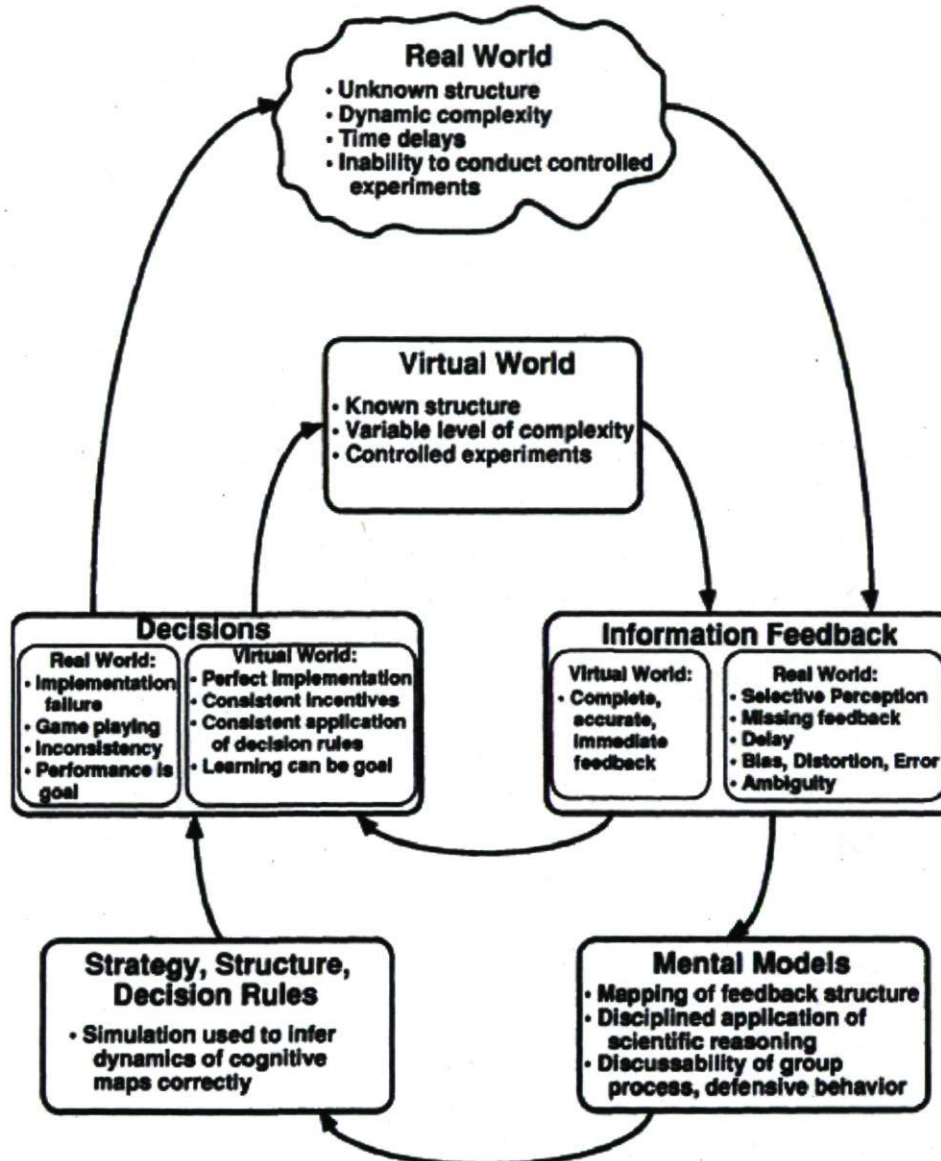 Real World
• Unknown structure
• Dynamic complexity
• Time delays
• Inability to conduct controlled
experiments
Virtual World
• Known structure
• Variable level of complexity
• Controlled experiments
Decisions
Real World:
• Implementation
failure
• Game playing
• Inconsistency
• Performance is
goal
Virtual World:
• Perfect Implementation
• Consistent Incentives
• Consistent application
of decision rules
• Learning can be goal
Information Feedback
Virtual World:
• Complete,
accurate,
immediate
feedback
Real World:
• Selective Perception
• Missing feedback
• Delay
• Bias, Distortion, Error
• Ambiguity
Strategy, Structure,
Decision Rules
• Simulation used to infer
dynamics of cognitive
maps correctly
Mental Models
• Mapping of feedback structure
• Disciplined application of
scientific reasoning
• Discussability of group
process, defensive behavior